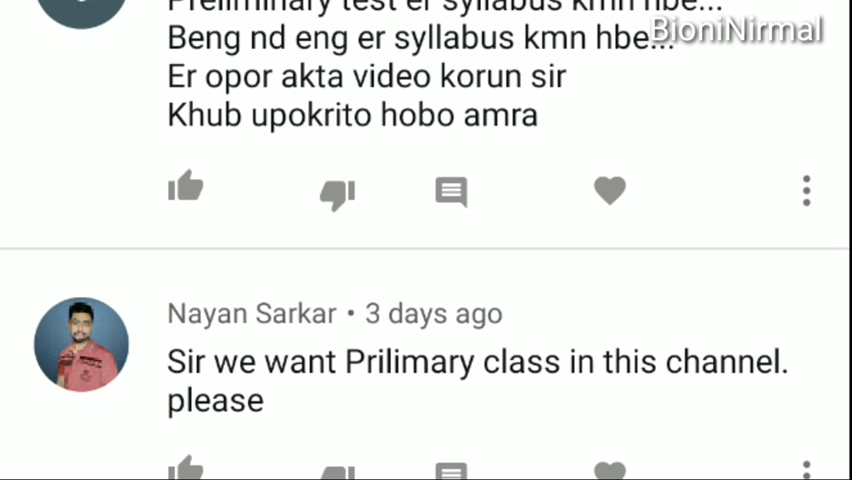 Preliminary test er syllabus kmn hbe...
BioniNirmal
Beng nd eng er syllabus kmn hbe...
Er opor akta video korun sir
Khub upokrito hobo amra
Nayan Sarkar • 3 days ago
Sir we want Prilimary class in this channel.
please